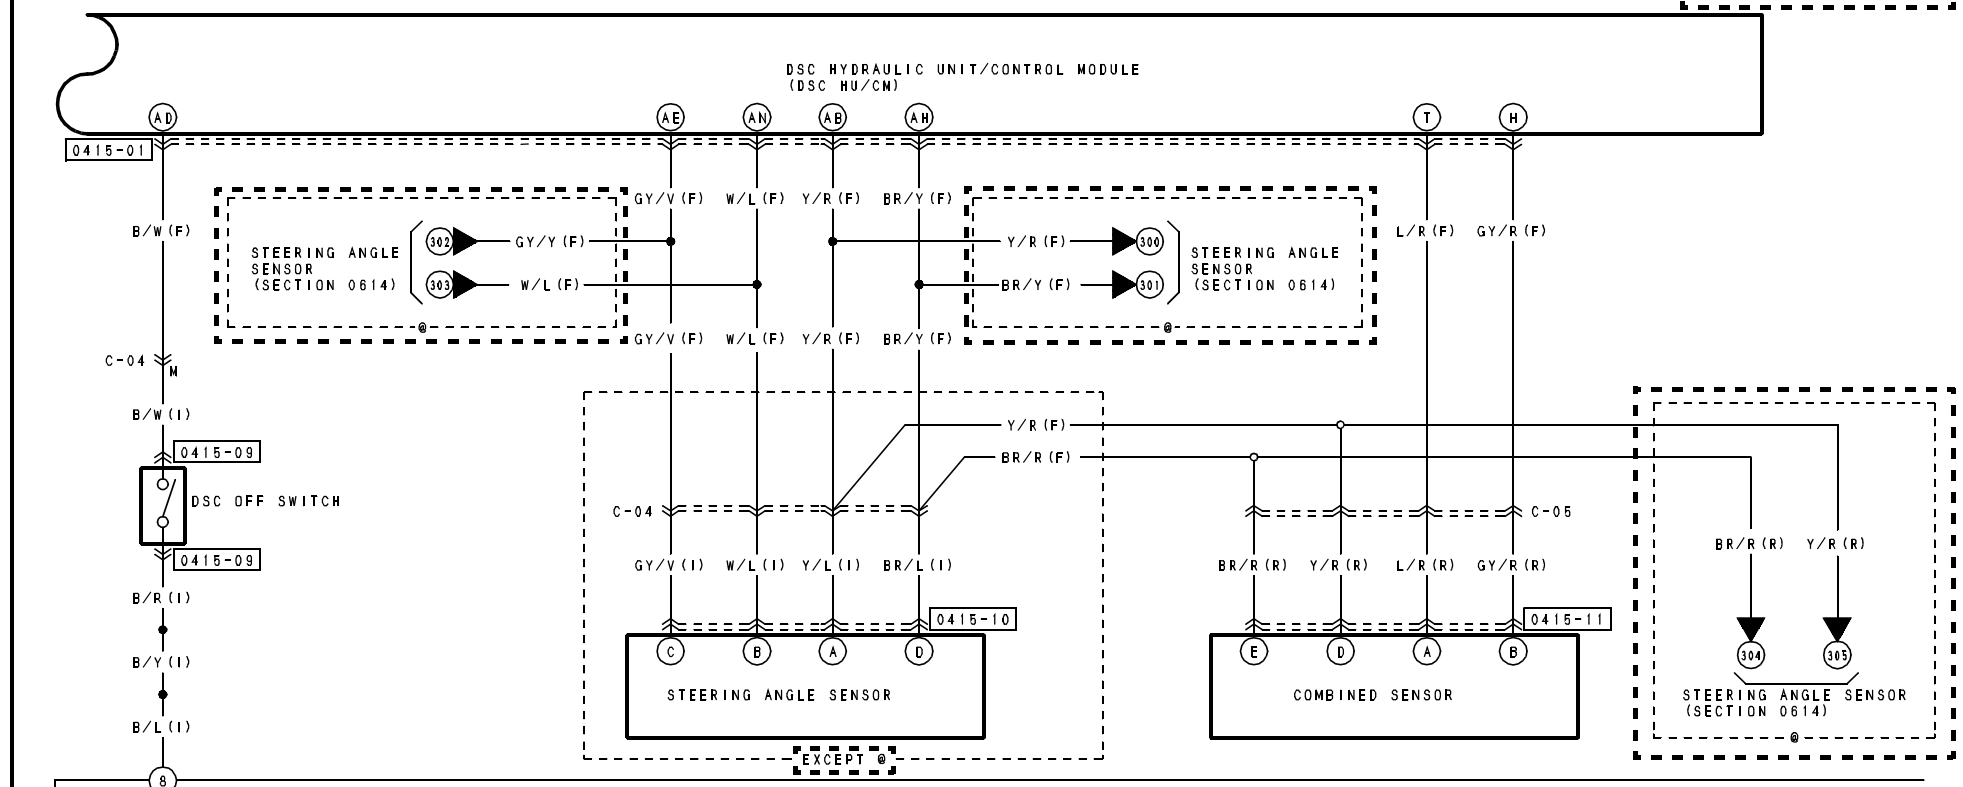 DSC HYDRAULIC UNIT/CONTROL MODULE
(DSC HU/CM)
AD AE AN AB AH T H
0415-01
GY/V(F) W/L(F) Y/R(F) BR/Y(F)
B/W(F) L/R(F) GY/R(F)
302 GY/Y(F) Y/R(F) 300
STEERING ANGLE
SENSOR
(SECTION 0614)
303 W/L(F) BR/Y(F) 301
STEERING ANGLE
SENSOR
(SECTION 0614)
@ @
GY/V(F) W/L(F) Y/R(F) BR/Y(F)
C-04
M
B/W(I)
Y/R(F)
0415-09
BR/R(F)
DSC OFF SWITCH
C-04 C-05
BR/R(R) Y/R(R)
0415-09
GY/V(I) W/L(I) Y/L(I) BR/L(I) BR/R(R) Y/R(R) L/R(R) GY/R(R)
B/R(I)
0415-10 0415-11
C B A D E D A B
304 305
B/Y(I)
STEERING ANGLE SENSOR COMBINED SENSOR STEERING ANGLE SENSOR
(SECTION 0614)
B/L(I)
@
EXCEPT @
8